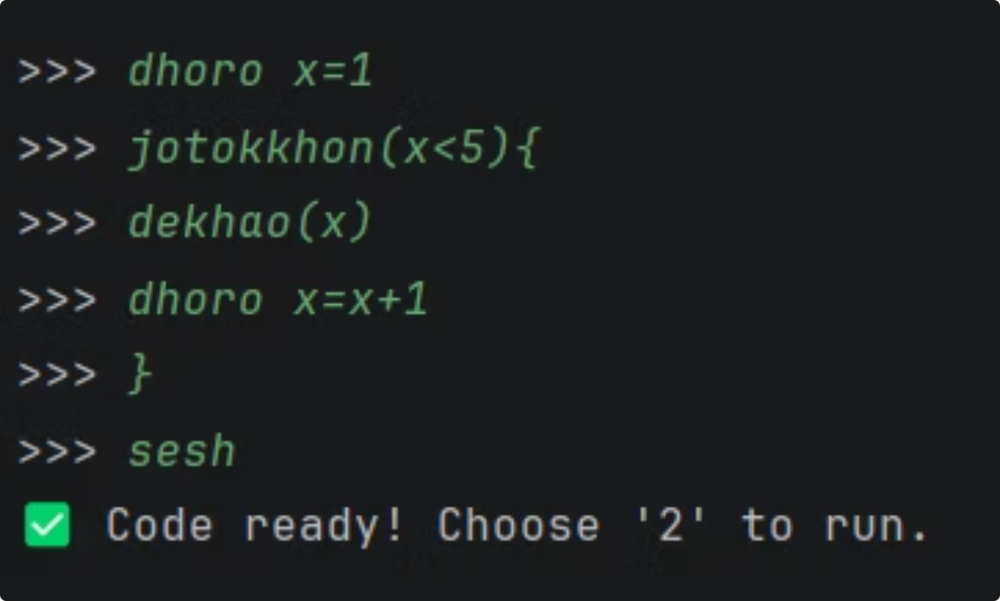 >>> dhoro x=1
>>> jotokkhon(x<5){
>>> dekhao(x)
>>> dhoro x=x+1
>>> }
>>> sesh
✅ Code ready! Choose '2' to run.